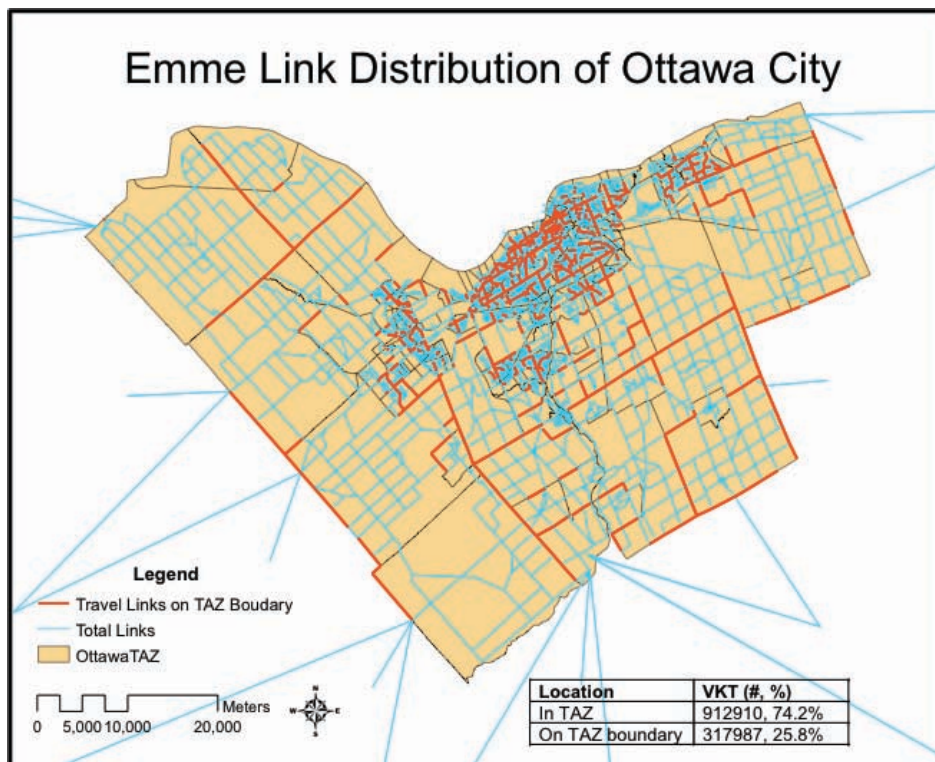 Emme Link Distribution of Ottawa City
Legend
Travel Links on TAZ Boudary
Total Links
OttawaTAZ
Meters
0 5,000 10,000 20,000
N
W E
S
Location VKT (#, %)
In TAZ 912910, 74.2%
On TAZ boundary 317987, 25.8%